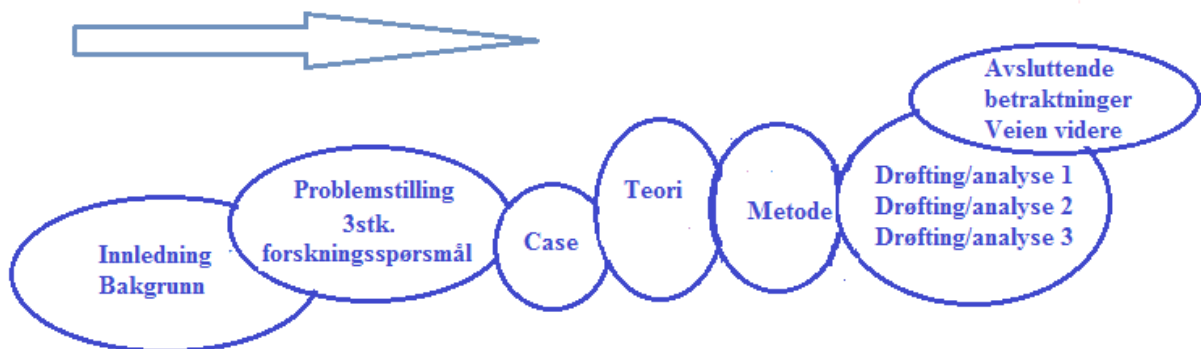 Innledning
Bakgrunn
Problemstilling
3stk.
forskningsspørsmål
Case
Teori
Metode
Drøfting/analyse 1
Drøfting/analyse 2
Drøfting/analyse 3
Avsluttende
betraktninger
Veien videre